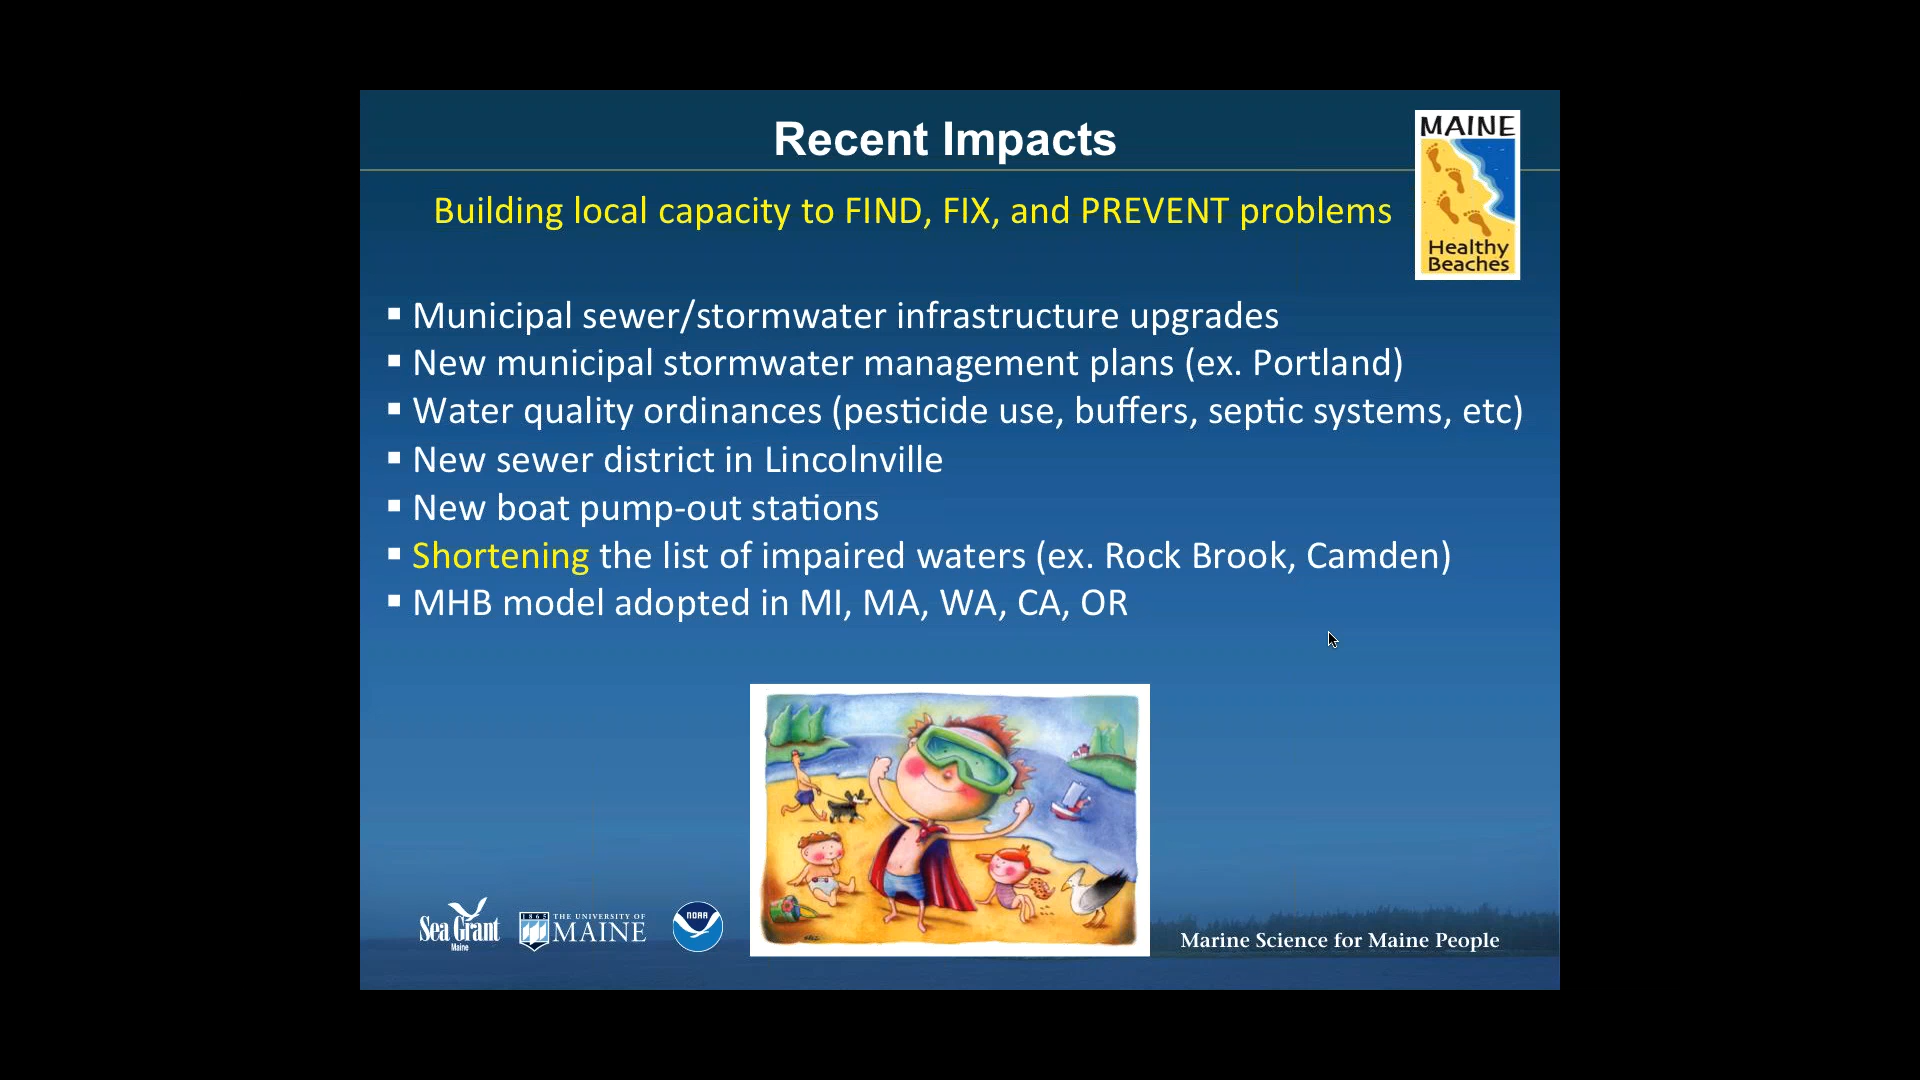 Recent Impacts
MAINE
Healthy
Beaches
Building local capacity to FIND, FIX, and PREVENT problems
▪ Municipal sewer/stormwater infrastructure upgrades
▪ New municipal stormwater management plans (ex. Portland)
▪ Water quality ordinances (pesticide use, buffers, septic systems, etc)
▪ New sewer district in Lincolnville
▪ New boat pump-out stations
▪ Shortening the list of impaired waters (ex. Rock Brook, Camden)
▪ MHB model adopted in MI, MA, WA, CA, OR
Sea Grant
Maine
1865
THE UNIVERSITY OF
MAINE
NOAA
Marine Science for Maine People